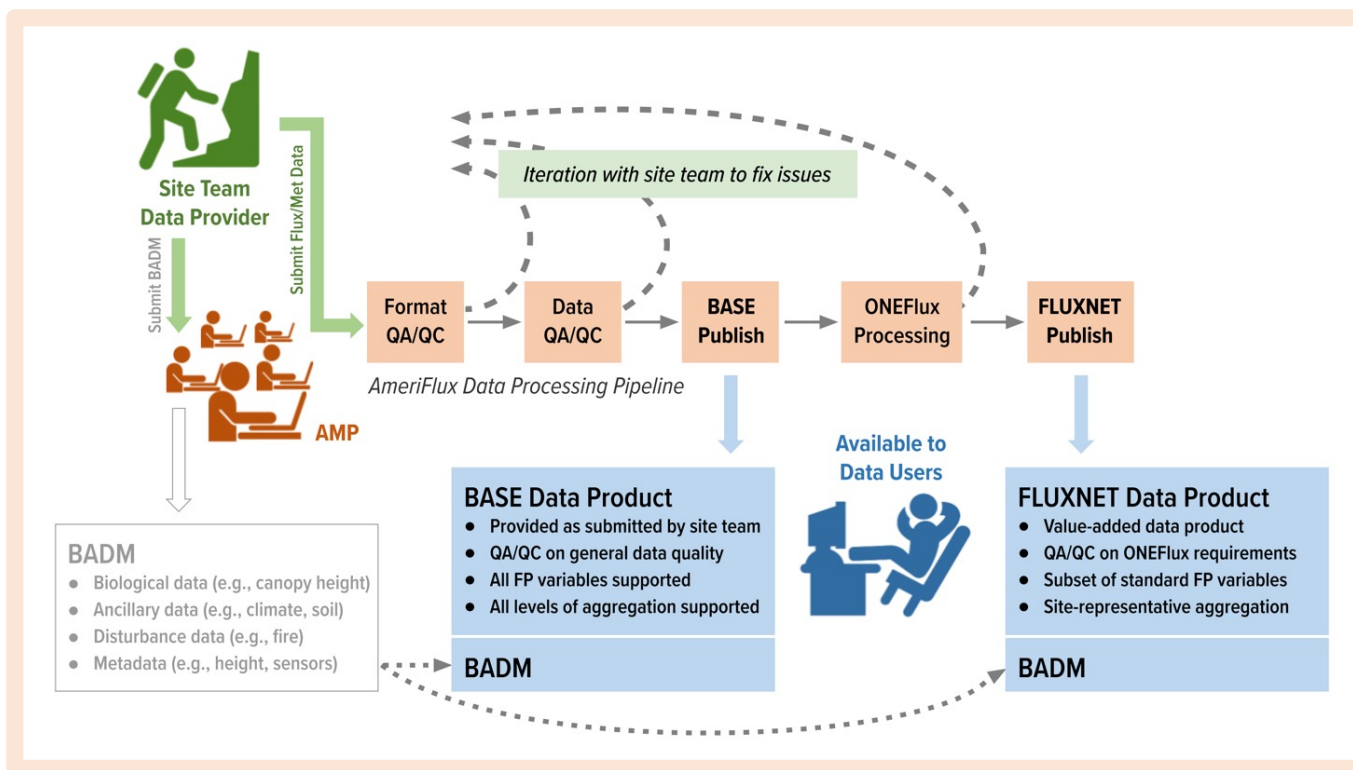 Site Team
Data Provider
Submit BADM
Submit Flux/Met Data
Iteration with site team to fix issues
Format
QA/QC
Data
QA/QC
BASE
Publish
ONEFlux
Processing
FLUXNET
Publish
AmeriFlux Data Processing Pipeline
AMP
Available to
Data Users
BADM
● Biological data (e.g., canopy height)
● Ancillary data (e.g., climate, soil)
● Disturbance data (e.g., fire)
● Metadata (e.g., height, sensors)
BASE Data Product
● Provided as submitted by site team
● QA/QC on general data quality
● All FP variables supported
● All levels of aggregation supported
BADM
FLUXNET Data Product
● Value-added data product
● QA/QC on ONEFlux requirements
● Subset of standard FP variables
● Site-representative aggregation
BADM